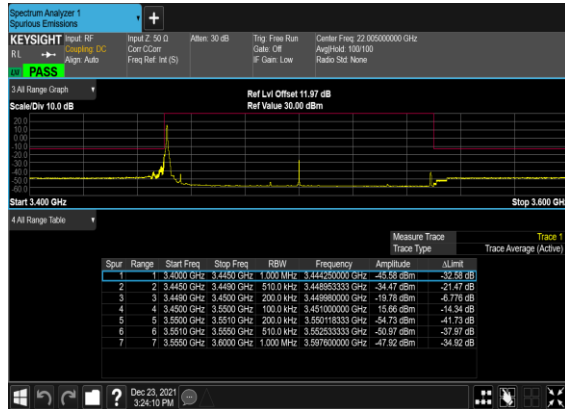 Spectrum Analyzer 1
Spurious Emissions
KEYSIGHT Input: RF Input Z: 50 Ω Atten: 30 dB Trig: Free Run Center Freq: 22.005000000 GHz
RL Coupling: DC Corr CCorr Gate: Off Avg|Hold: 100/100
Align: Auto Freq Ref: Int (S) IF Gain: Low Radio Std: None
PASS
3 All Range Graph
Ref Lvl Offset 11.97 dB
Scale/Div 10.0 dB Ref Value 30.00 dBm
20.0
10.0
0.00
-10.0
-20.0
-30.0
-40.0
-50.0
-60.0
Start 3.400 GHz Stop 3.600 GH
4 All Range Table
Measure Trace Trace 1
Trace Type Trace Average (Active)
Spur Range Start Freq Stop Freq RBW Frequency Amplitude ΔLimit
1 1 3.4000 GHz 3.4450 GHz 1.000 MHz 3.444250000 GHz -45.58 dBm -32.58 dB
2 2 3.4450 GHz 3.4490 GHz 510.0 kHz 3.448953333 GHz -34.47 dBm -21.47 dB
3 3 3.4490 GHz 3.4500 GHz 200.0 kHz 3.449980000 GHz -19.78 dBm -6.776 dB
4 4 3.4500 GHz 3.5500 GHz 100.0 kHz 3.451000000 GHz 15.66 dBm -14.34 dB
5 5 3.5500 GHz 3.5510 GHz 200.0 kHz 3.550118333 GHz -54.73 dBm -41.73 dB
6 6 3.5510 GHz 3.5550 GHz 510.0 kHz 3.552533333 GHz -50.97 dBm -37.97 dB
7 7 3.5550 GHz 3.6000 GHz 1.000 MHz 3.597600000 GHz -47.92 dBm -34.92 dB
Dec 23, 2021
3:24:10 PM